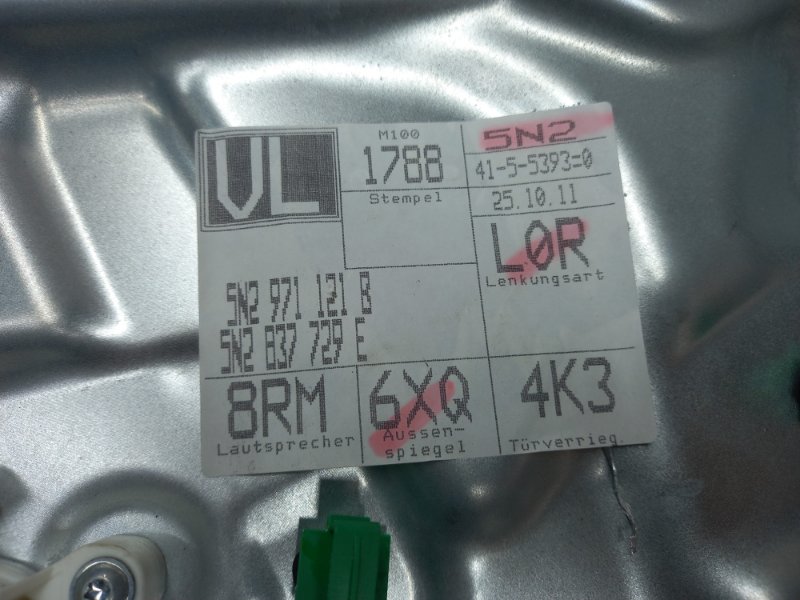 VL
M100
1788
Stempel
5N2
41-5-5393=0
25.10.11
L0R
Lenkungsart
5N2 971 121 B
5N2 837 729 E
8RM
Lautsprecher
6XQ
Aussen-
spiegel
4K3
Türverrieg.